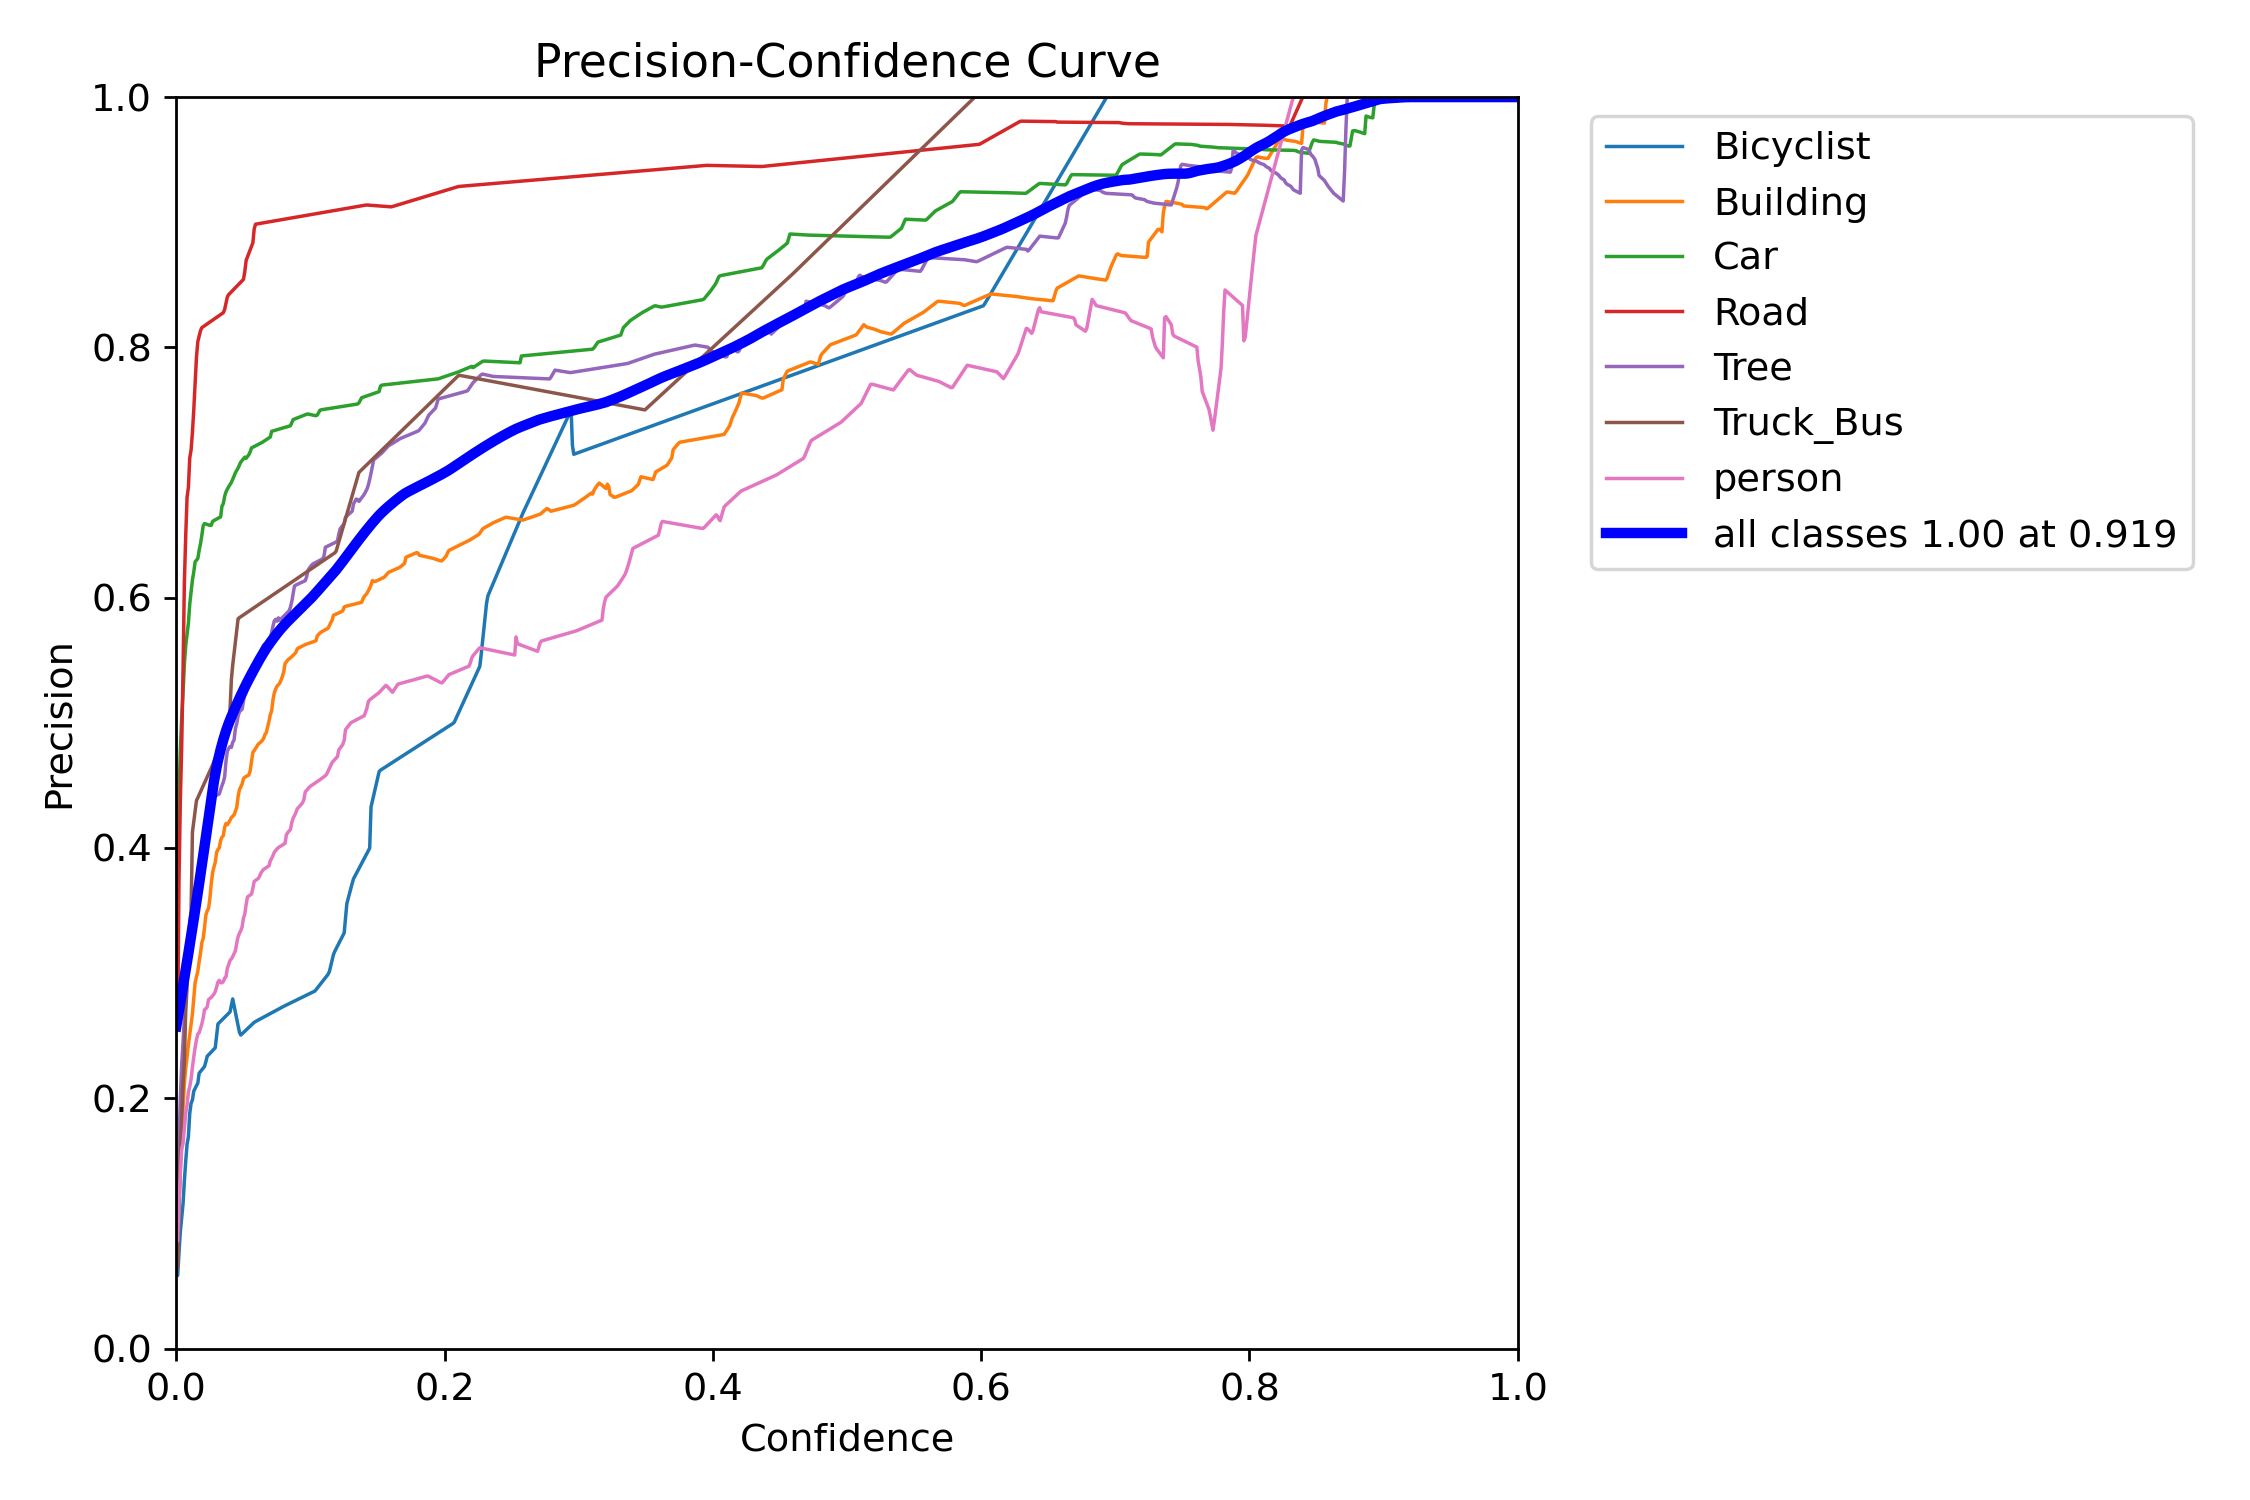 Precision-Confidence Curve
1.0
0.8
0.6
0.4
0.2
0.0
Precision
0.0 0.2 0.4 0.6 0.8 1.0
Confidence
Bicyclist
Building
Car
Road
Tree
Truck_Bus
person
all classes 1.00 at 0.919